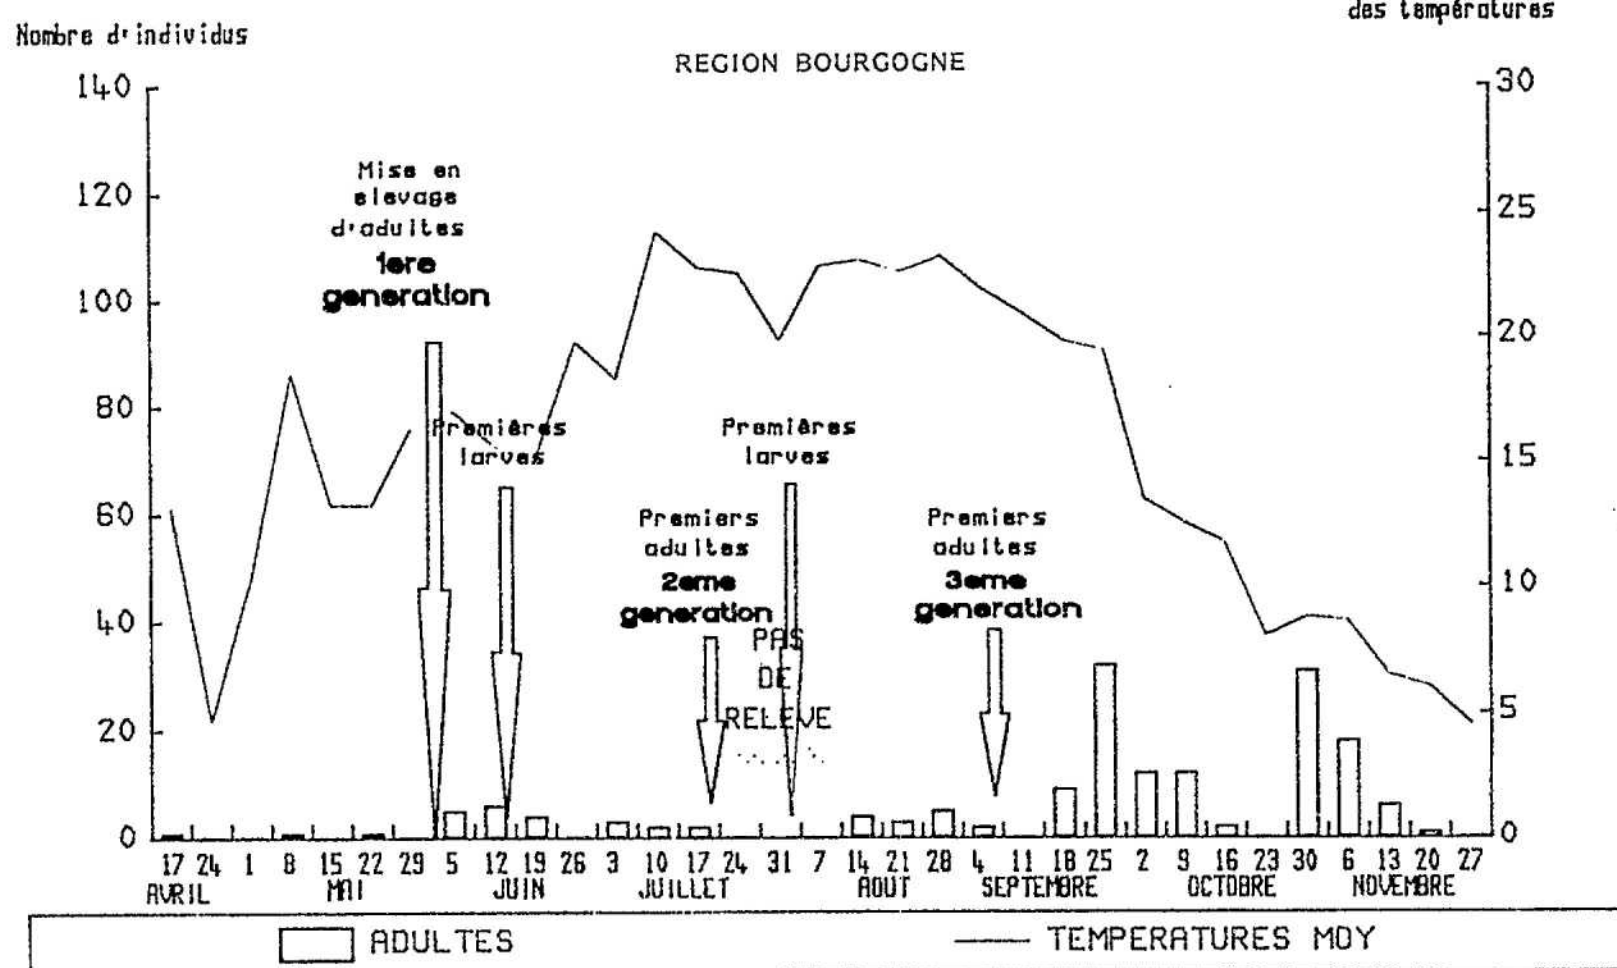 des températures
Nombre d'individus
REGION BOURGOGNE
140
120
100
80
60
40
20
0
30
25
20
15
10
5
0
Mise en
elevage
d'adultes
1ere
generation
Premières
larves
Premières
larves
Premiers
adultes
2eme
generation
PAS
DE
RELEVE
Premiers
adultes
3eme
generation
17 24 1 8 15 22 29 5 12 19 26 3 10 17 24 31 7 14 21 28 4 11 18 25 2 9 16 23 30 6 13 20 27
AVRIL MAI JUIN JUILLET AOUT SEPTEMBRE OCTOBRE NOVEMBRE
ADULTES
TEMPERATURES MOY